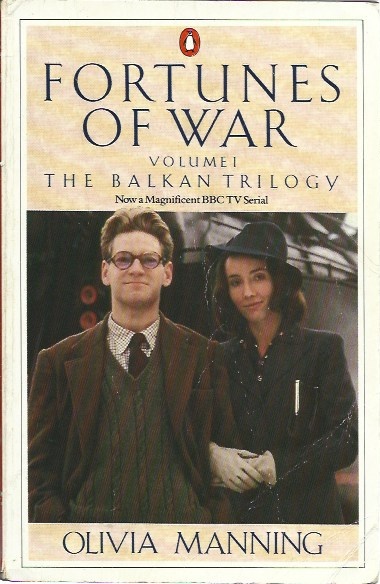 FORTUNES
OF WAR
VOLUME I
THE BALKAN TRILOGY
Now a Magnificent BBC TV Serial
OLIVIA MANNING